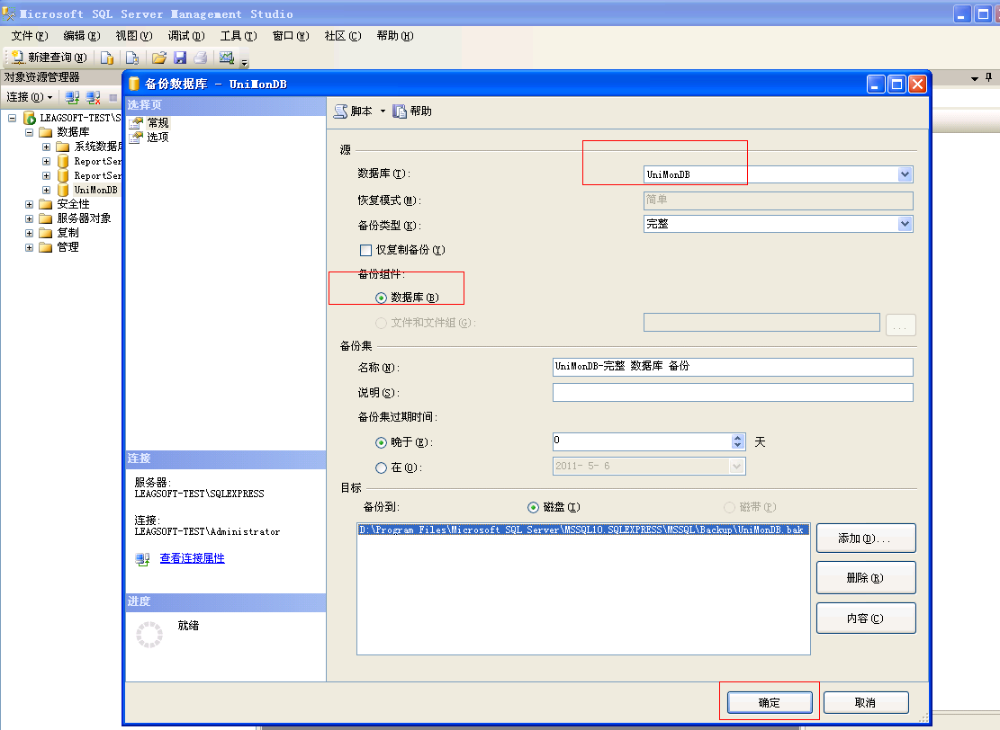 Microsoft SQL Server Management Studio
文件(F) 编辑(E) 视图(V) 调试(D) 工具(T) 窗口(W) 社区(C) 帮助(H)
新建查询(N)
对象资源管理器
连接(O)
LEAGSOFT-TEST\S
数据库
系统数据库
ReportSer
ReportSer
UniMonDB
安全性
服务器对象
复制
管理
备份数据库 - UniMonDB
选择页
常规
选项
脚本 帮助
源
数据库(T): UniMonDB
恢复模式(M): 简单
备份类型(K): 完整
仅复制备份(Y)
备份组件:
数据库(B)
文件和文件组(G): ...
备份集
名称(N): UniMonDB-完整 数据库 备份
说明(S):
备份集过期时间:
晚于(E): 0 天
在(O): 2011- 5- 6
目标
备份到: 磁盘(I) 磁带(P)
D:\Program Files\Microsoft SQL Server\MSSQL10.SQLEXPRESS\MSSQL\Backup\UniMonDB.bak
添加(D)...
删除(R)
内容(C)
连接
服务器:
LEAGSOFT-TEST\SQLEXPRESS
连接:
LEAGSOFT-TEST\Administrator
查看连接属性
进度
就绪
确定 取消